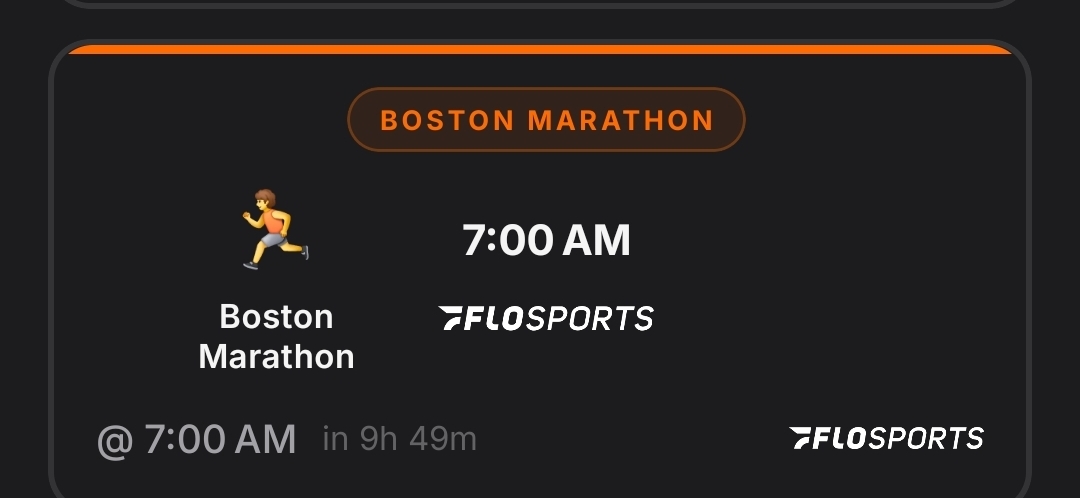 BOSTON MARATHON
7:00 AM
Boston
Marathon
FLOSPORTS
@ 7:00 AM in 9h 49m
FLOSPORTS